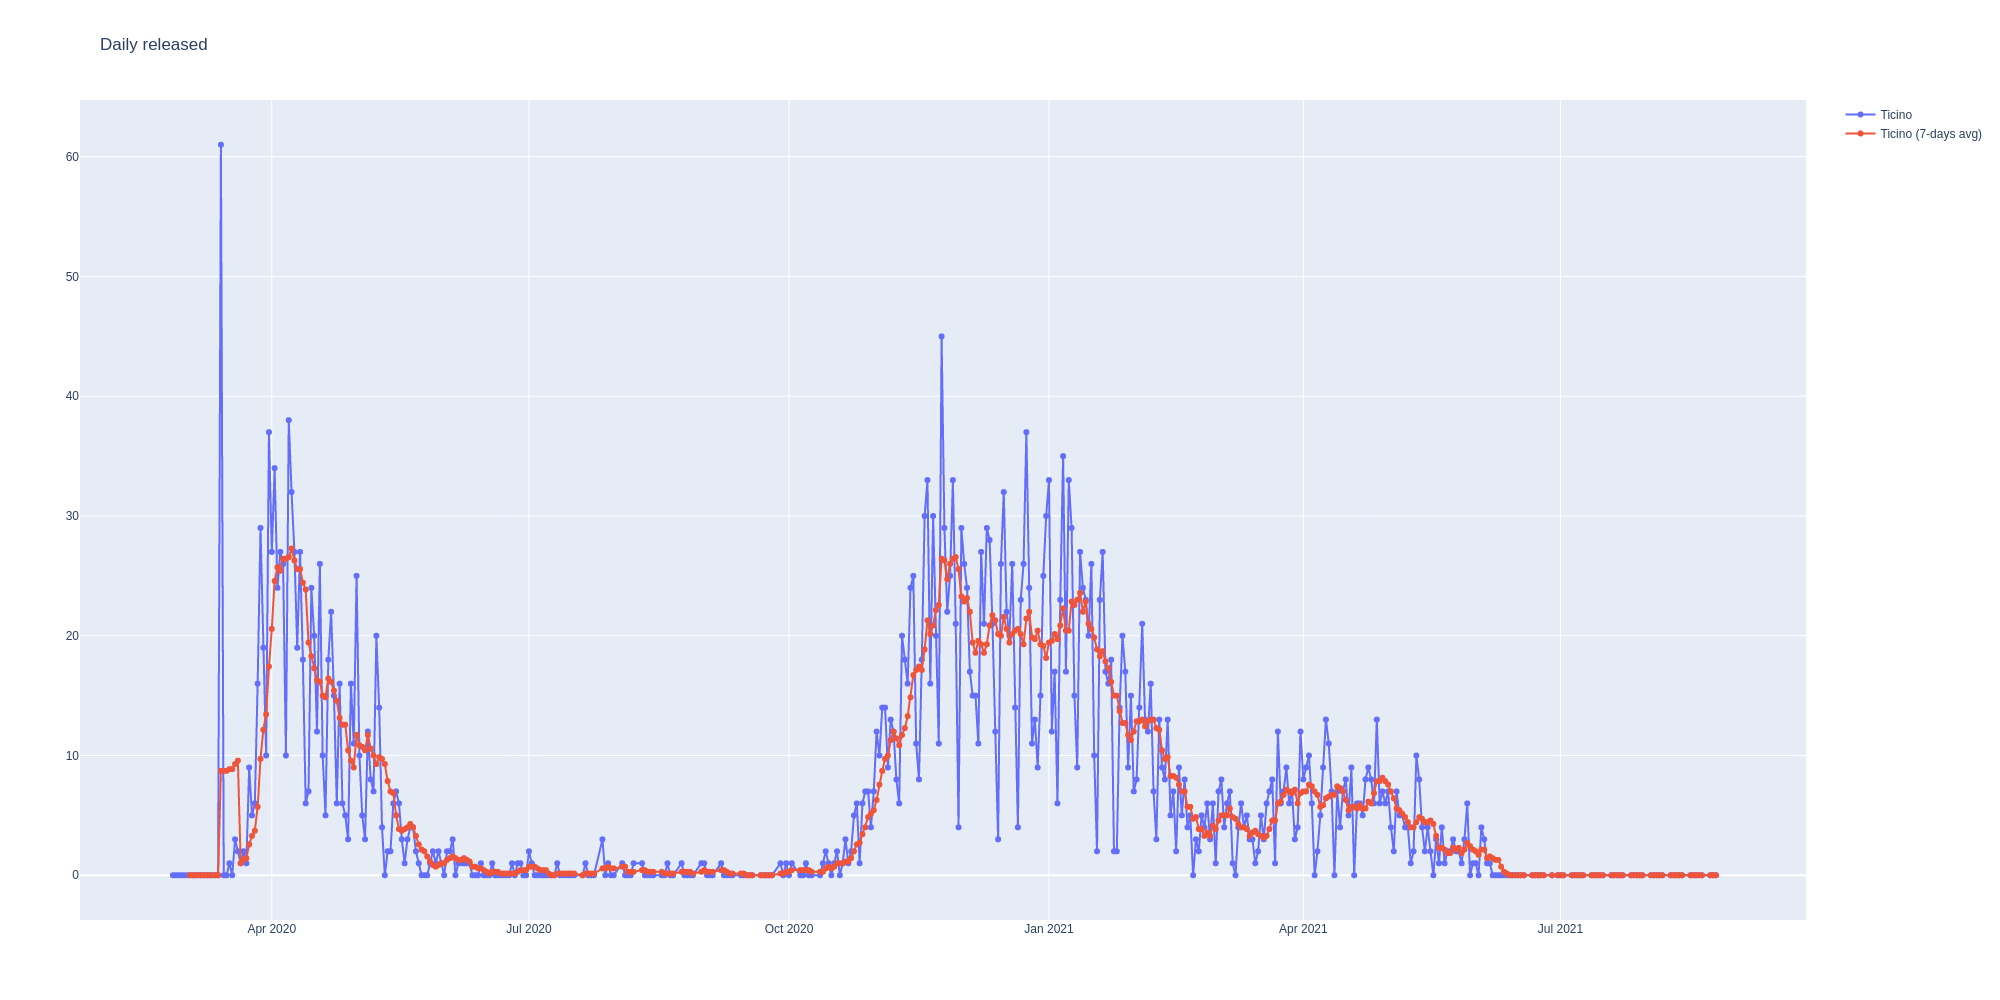 Daily released
Ticino
Ticino (7-days avg)
60
50
40
30
20
10
0
Apr 2020
Jul 2020
Oct 2020
Jan 2021
Apr 2021
Jul 2021